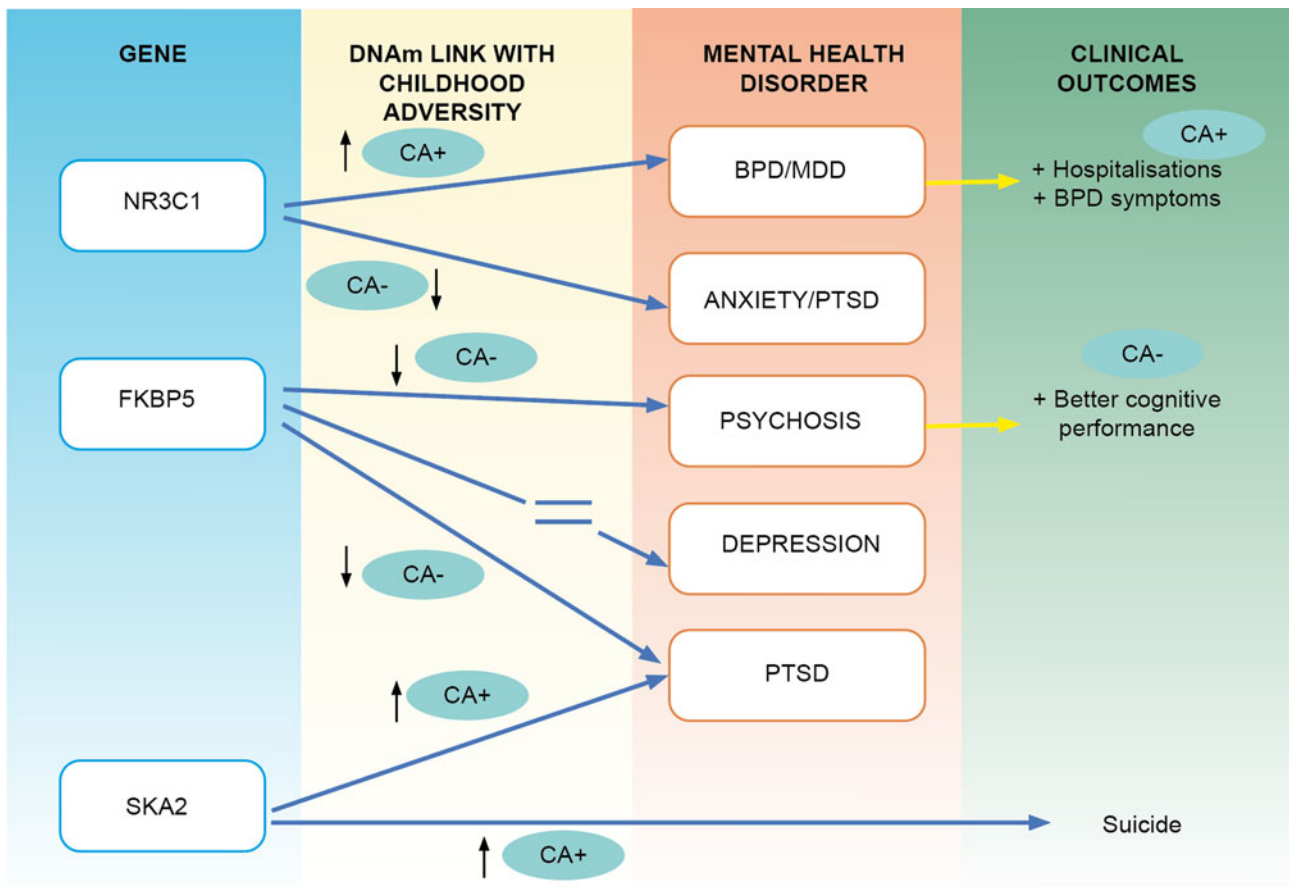 GENE
DNAm LINK WITH
CHILDHOOD
ADVERSITY
MENTAL HEALTH
DISORDER
CLINICAL
OUTCOMES
CA+
CA+
NR3C1
BPD/MDD
+ Hospitalisations
+ BPD symptoms
CA-
ANXIETY/PTSD
CA-
CA-
FKBP5
PSYCHOSIS
+ Better cognitive
performance
DEPRESSION
CA-
PTSD
CA+
SKA2
Suicide
CA+